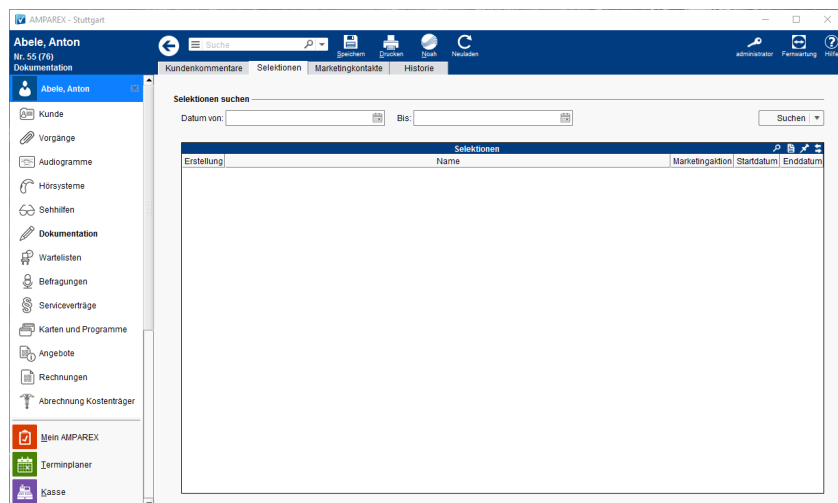 AMPAREX - Stuttgart
Abele, Anton
Nr. 55 (76)
Dokumentation
Suche
Speichern
Drucken
Noah
Neuladen
administrator
Fernwartung
Hilfe
Kundenkommentare
Selektionen
Marketingkontakte
Historie
Abele, Anton
Kunde
Vorgänge
Audiogramme
Hörsysteme
Sehhilfen
Dokumentation
Wartelisten
Befragungen
Serviceverträge
Karten und Programme
Angebote
Rechnungen
Abrechnung Kostenträger
Mein AMPAREX
Terminplaner
Kasse
Selektionen suchen
Datum von:
Bis:
Suchen
Selektionen
Erstellung
Name
Marketingaktion
Startdatum
Enddatum